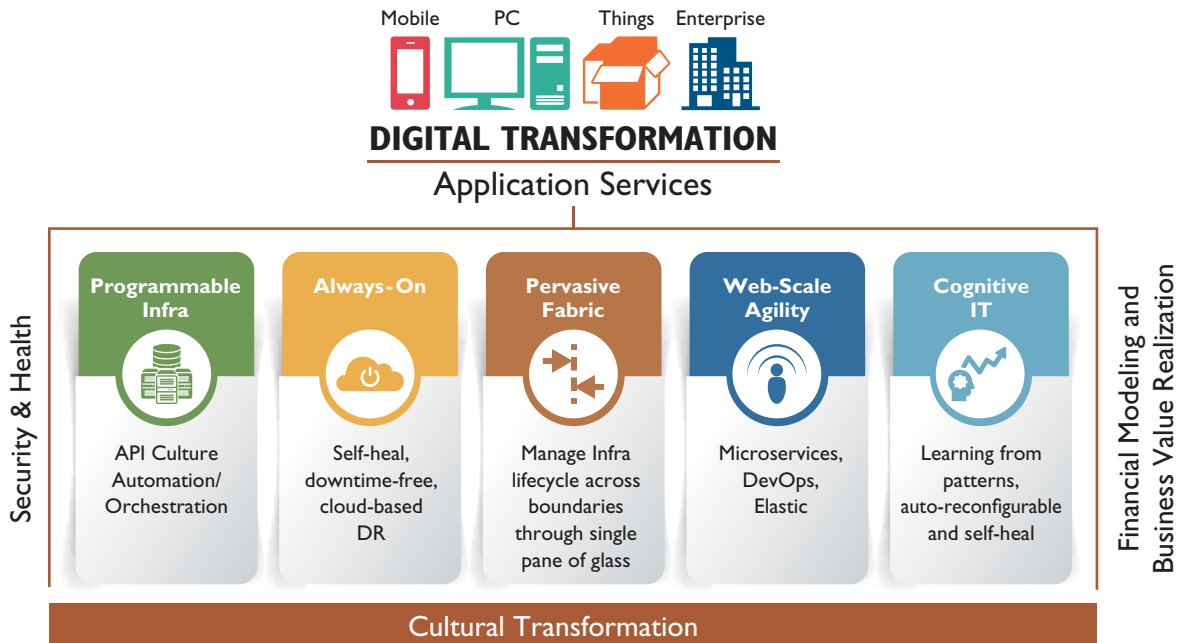 Mobile PC Things Enterprise
DIGITAL TRANSFORMATION
Application Services
Security & Health
Programmable
Infra
API Culture
Automation/
Orchestration
Always-On
Self-heal,
downtime-free,
cloud-based
DR
Pervasive
Fabric
Manage Infra
lifecycle across
boundaries
through single
pane of glass
Web-Scale
Agility
Microservices,
DevOps,
Elastic
Cognitive
IT
Learning from
patterns,
auto-reconfigurable
and self-heal
Financial Modeling and
Business Value Realization
Cultural Transformation